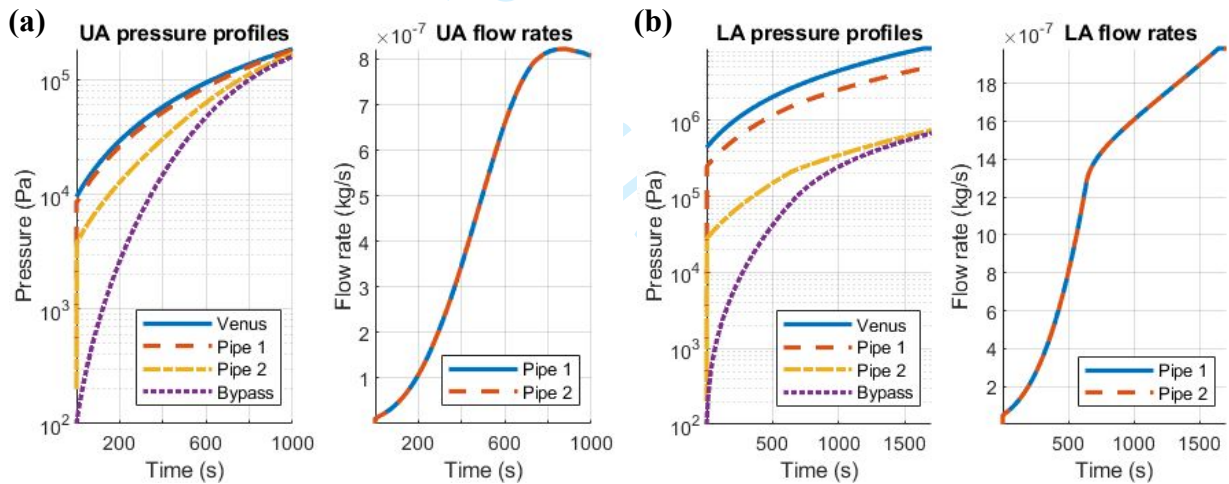 (a)
UA pressure profiles
Pressure (Pa)
10^5
10^4
10^3
10^2
200
600
1000
Time (s)
Venus
Pipe 1
Pipe 2
Bypass
×10^-7
UA flow rates
Flow rate (kg/s)
8
7
6
5
4
3
2
1
200
600
1000
Time (s)
Pipe 1
Pipe 2
(b)
LA pressure profiles
Pressure (Pa)
10^6
10^5
10^4
10^3
10^2
500
1000
1500
Time (s)
Venus
Pipe 1
Pipe 2
Bypass
×10^-7
LA flow rates
Flow rate (kg/s)
18
16
14
12
10
8
6
4
2
500
1000
1500
Time (s)
Pipe 1
Pipe 2